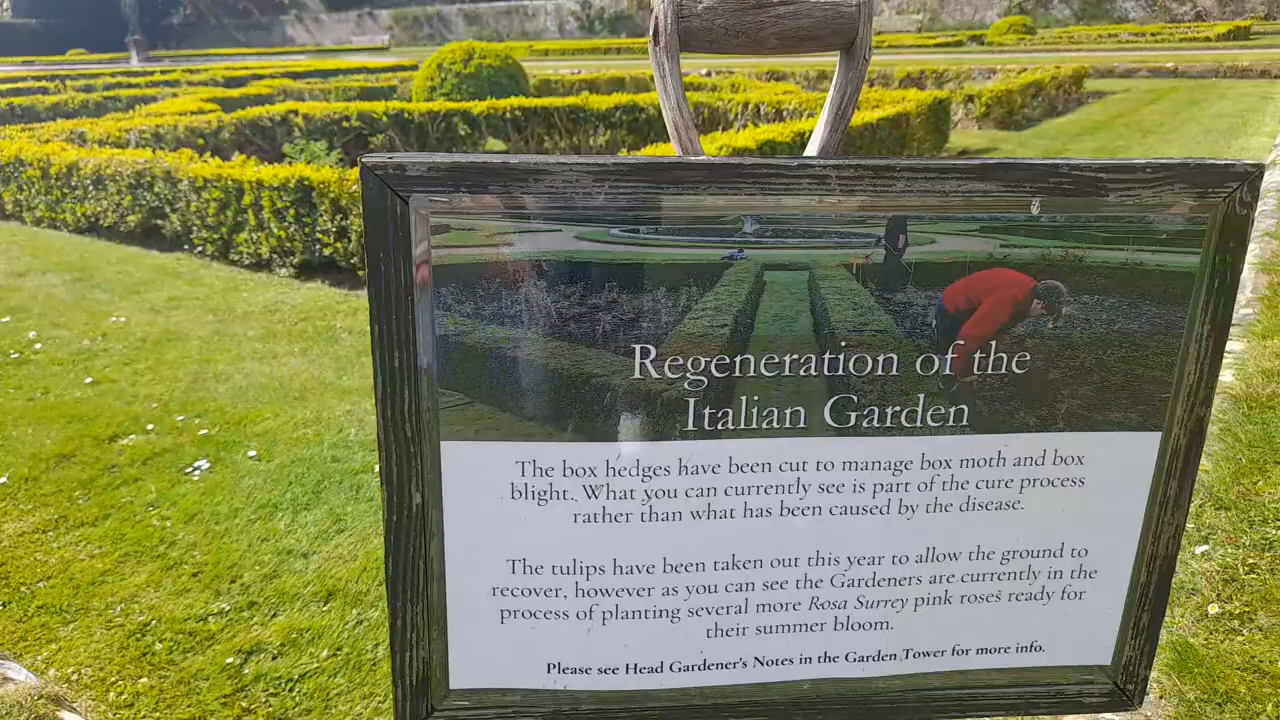 Regeneration of the
Italian Garden
The box hedges have been cut to manage box moth and box
blight. What you can currently see is part of the cure process
rather than what has been caused by the disease.
The tulips have been taken out this year to allow the ground to
recover, however as you can see the Gardeners are currently in the
process of planting several more Rosa Surrey pink roses ready for
their summer bloom.
Please see Head Gardener's Notes in the Garden Tower for more info.